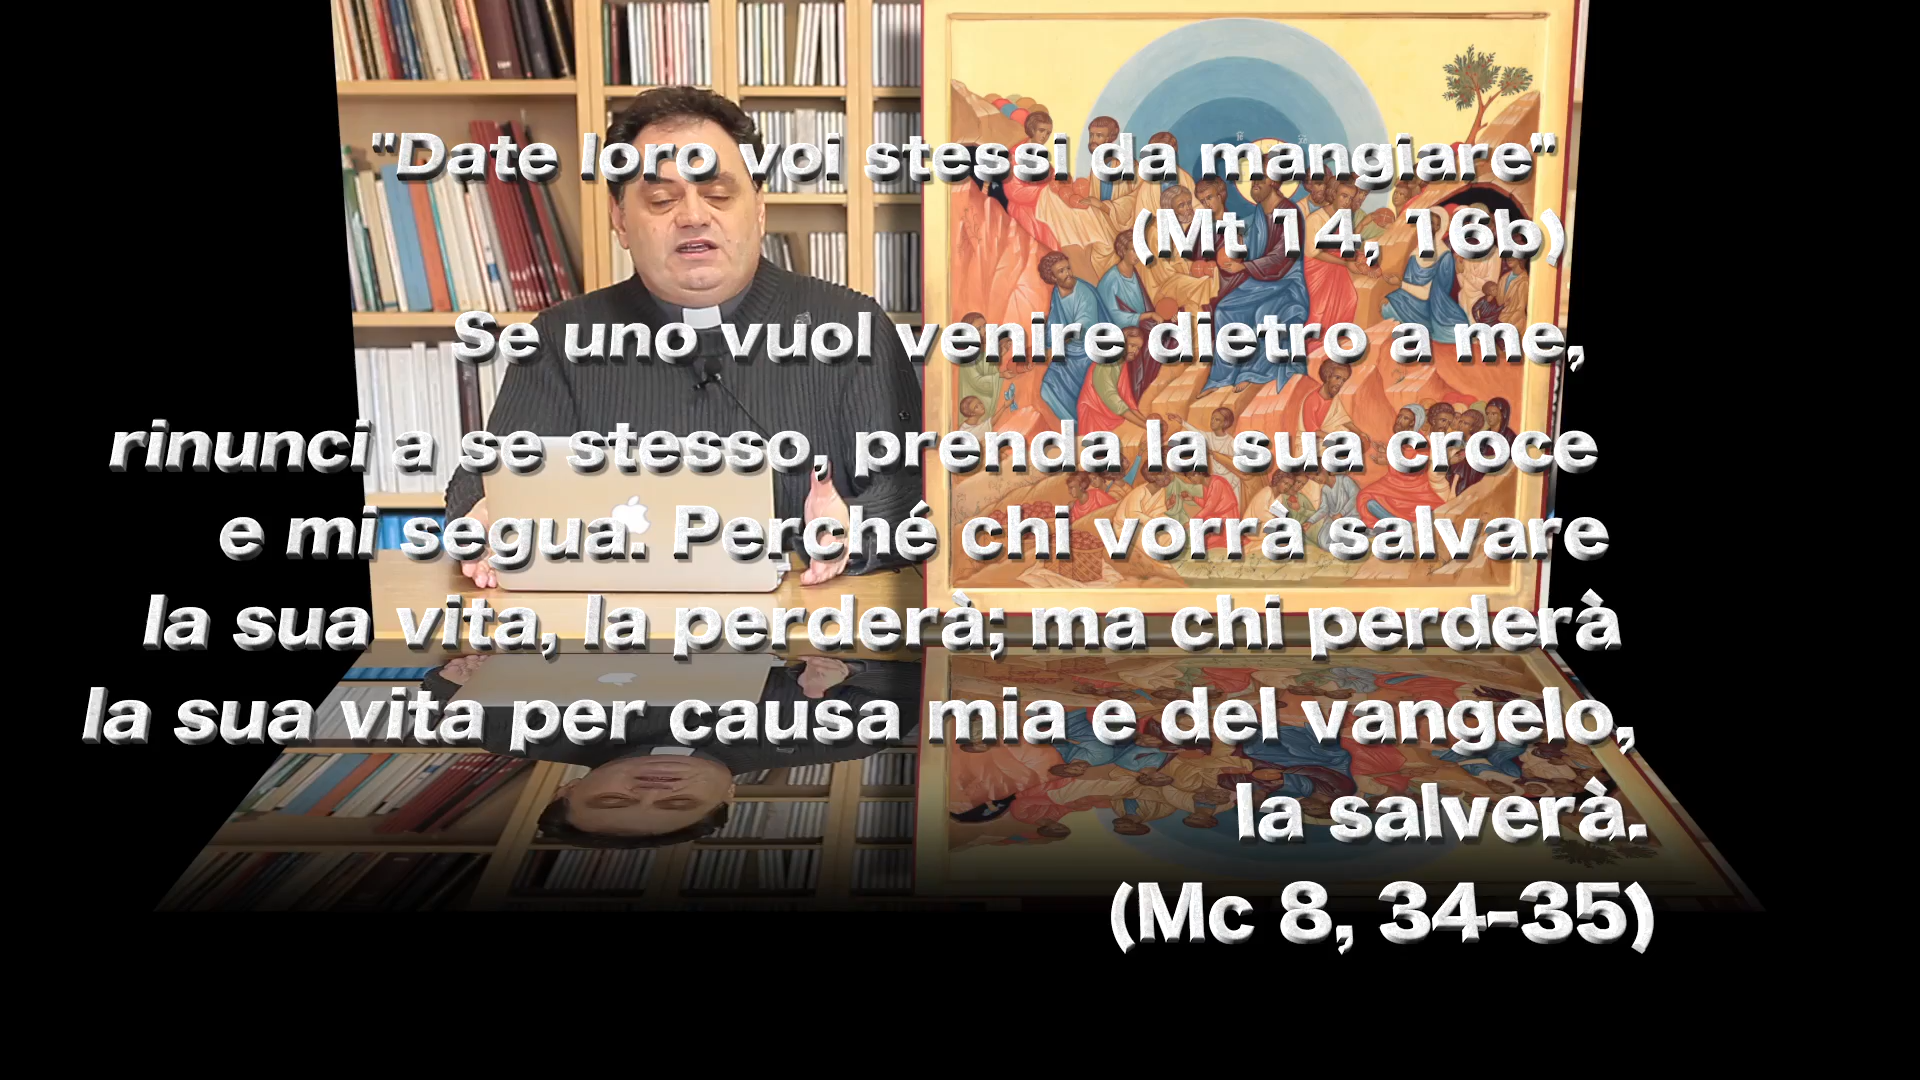 "Date loro voi stessi da mangiare"
(Mt 14, 16b)
Se uno vuol venire dietro a me,
rinunci a se stesso, prenda la sua croce
e mi segua. Perché chi vorrà salvare
la sua vita, la perderà; ma chi perderà
la sua vita per causa mia e del vangelo,
la salverà.
(Mc 8, 34-35)